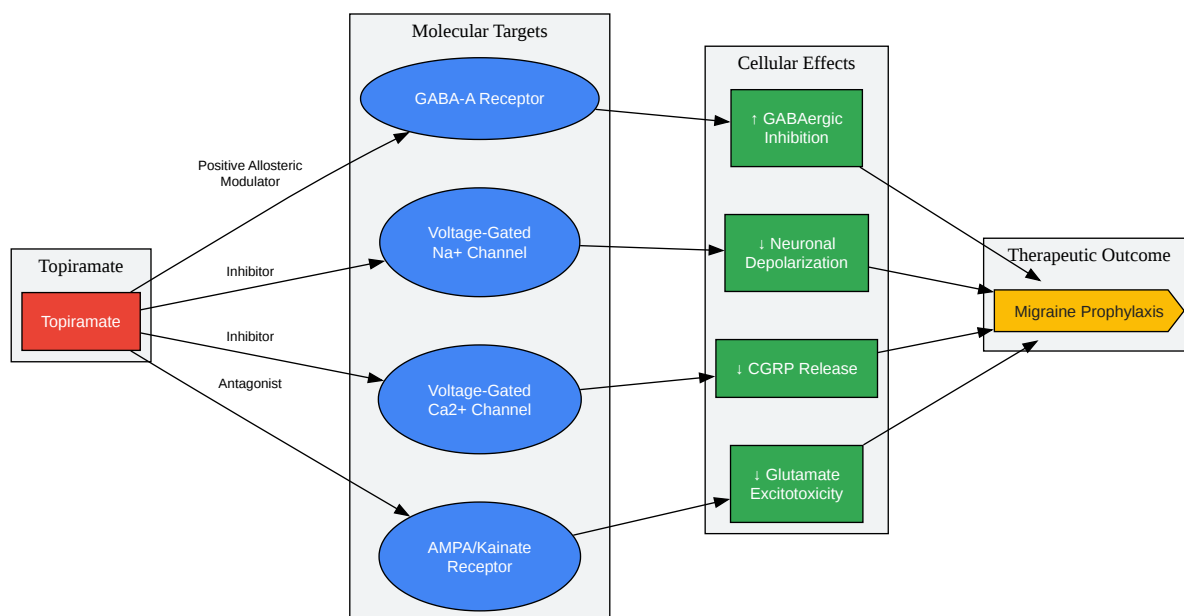 Topiramate
Topiramate
Positive Allosteric
Modulator
Inhibitor
Inhibitor
Antagonist
Molecular Targets
GABA-A Receptor
Voltage-Gated
Na+ Channel
Voltage-Gated
Ca2+ Channel
AMPA/Kainate
Receptor
Cellular Effects
↑ GABAergic
Inhibition
↓ Neuronal
Depolarization
↓ CGRP Release
↓ Glutamate
Excitotoxicity
Therapeutic Outcome
Migraine Prophylaxis